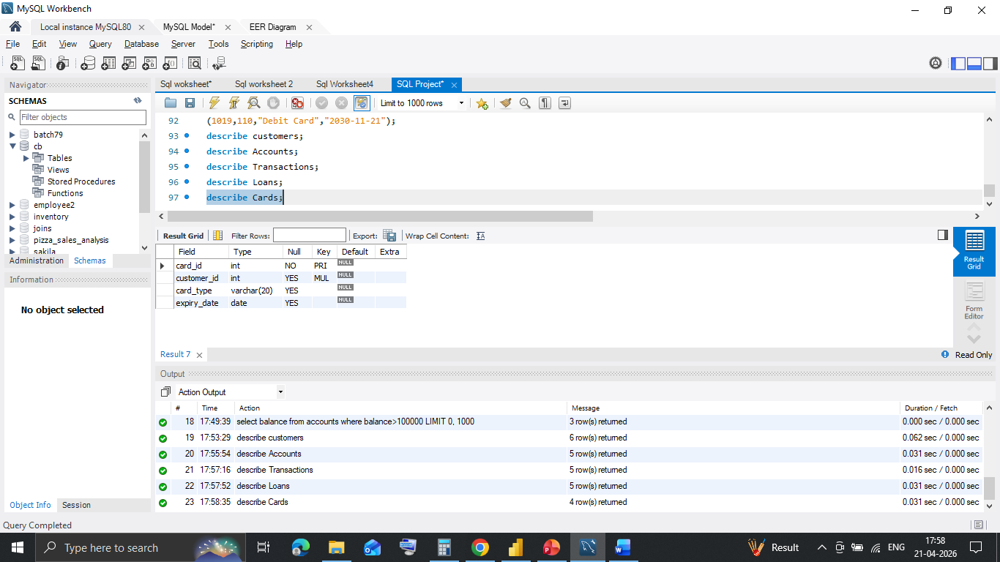 MySQL Workbench
Local instance MySQL80 MySQL Model* EER Diagram
File Edit View Query Database Server Tools Scripting Help
Navigator
SCHEMAS
Filter objects
batch79
cb
Tables
Views
Stored Procedures
Functions
employee2
inventory
joins
pizza_sales_analysis
sakila
Administration Schemas
Information
No object selected
Object Info Session
Sql woksheet* Sql worksheet 2 Sql Worksheet4 SQL Project*
Limit to 1000 rows
92 (1019,110,"Debit Card","2030-11-21");
93 describe customers;
94 describe Accounts;
95 describe Transactions;
96 describe Loans;
97 describe Cards;
Result Grid Filter Rows: Export: Wrap Cell Content:
Field Type Null Key Default Extra
card_id int NO PRI NULL
customer_id int YES MUL NULL
card_type varchar(20) YES NULL
expiry_date date YES NULL
Result Grid
Form Editor
Result 7 Read Only
Output
Action Output
# Time Action Message Duration / Fetch
18 17:49:39 select balance from accounts where balance>100000 LIMIT 0, 1000 3 row(s) returned 0.000 sec / 0.000 sec
19 17:53:29 describe customers 6 row(s) returned 0.062 sec / 0.000 sec
20 17:55:54 describe Accounts 5 row(s) returned 0.031 sec / 0.000 sec
21 17:57:16 describe Transactions 5 row(s) returned 0.016 sec / 0.000 sec
22 17:57:52 describe Loans 5 row(s) returned 0.031 sec / 0.000 sec
23 17:58:35 describe Cards 4 row(s) returned 0.031 sec / 0.000 sec
Query Completed
Type here to search
Result ENG 17:58
21-04-2026